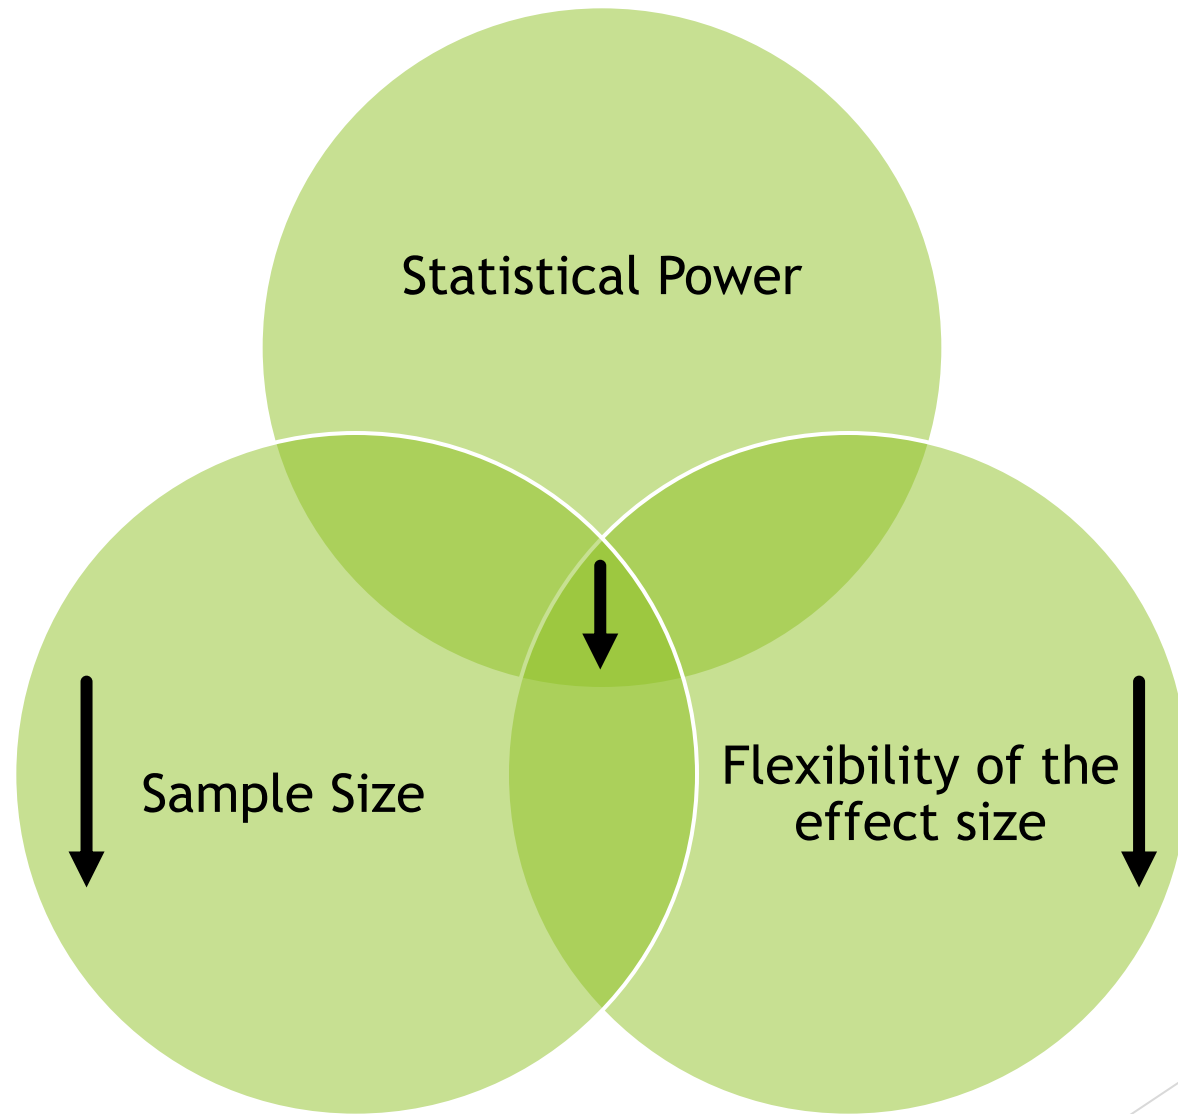 Statistical Power
Sample Size
Flexibility of the
effect size